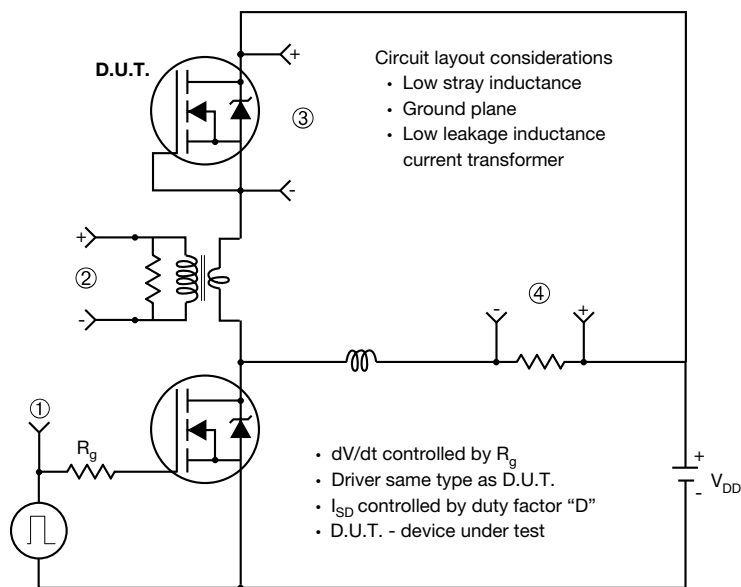 D.U.T.
+
Circuit layout considerations
• Low stray inductance
• Ground plane
• Low leakage inductance
current transformer
③
-
+
②
-
④
-
+
①
R_g
• dV/dt controlled by R_g
• Driver same type as D.U.T.
• I_SD controlled by duty factor “D”
• D.U.T. - device under test
+
V_DD
-